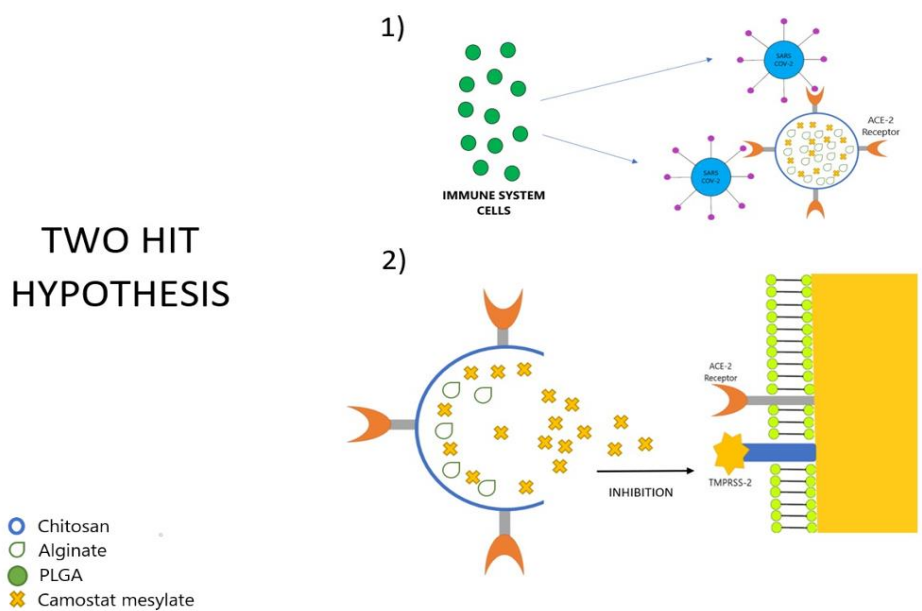 TWO HIT
HYPOTHESIS
Chitosan
Alginate
PLGA
Camostat mesylate
1)
IMMUNE SYSTEM
CELLS
SARS
COV-2
SARS
COV-2
ACE-2
Receptor
2)
INHIBITION
ACE-2
Receptor
TMPRSS-2